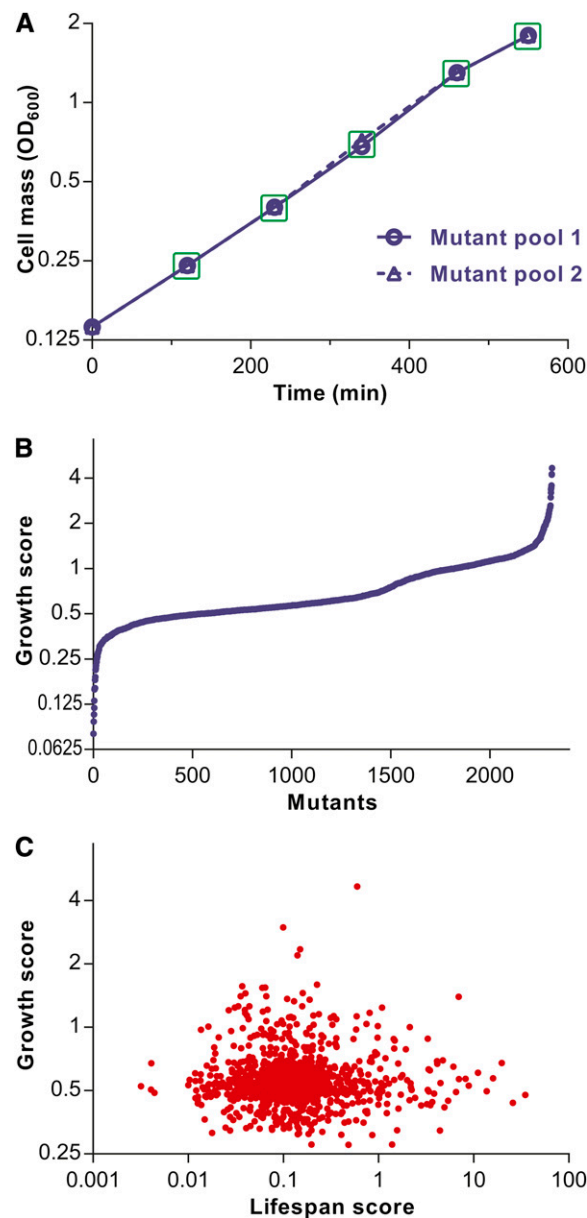 A
Cell mass (OD600)
2
1
0.5
0.25
0.125
Mutant pool 1
Mutant pool 2
0 200 400 600
Time (min)
B
Growth score
4
2
1
0.5
0.25
0.125
0.0625
0 500 1000 1500 2000
Mutants
C
Growth score
4
2
1
0.5
0.25
0.001 0.01 0.1 1 10 100
Lifespan score